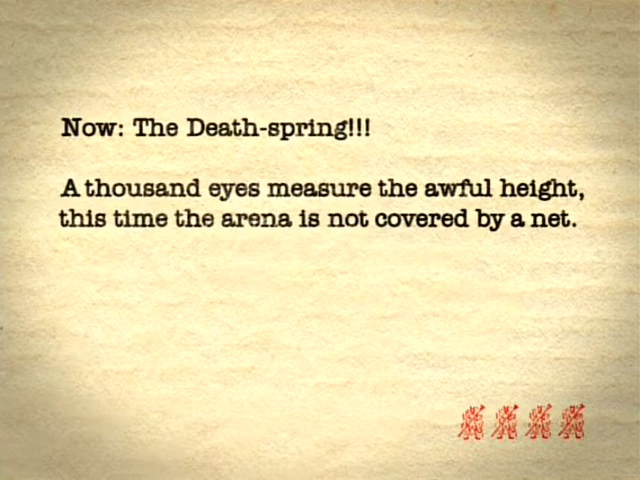 Now: The Death-spring!!!
A thousand eyes measure the awful height,
this time the arena is not covered by a net.